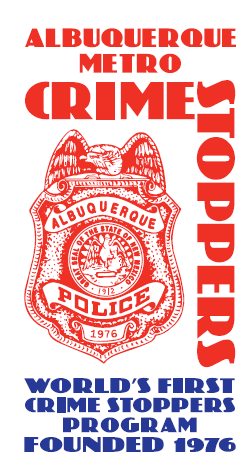 ALBUQUERQUE
METRO
CRIME
STOPPERS
ALBUQUERQUE
GREAT SEAL OF THE STATE OF NEW MEXICO
1912
POLICE
1976
WORLD'S FIRST
CRIME STOPPERS
PROGRAM
FOUNDED 1976